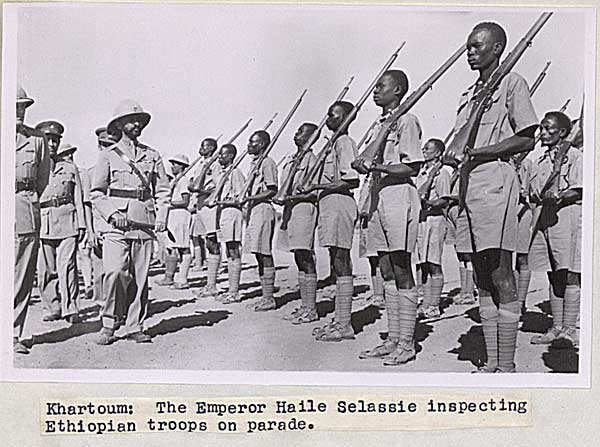 Khartoum: The Emperor Haile Selassie inspecting
Ethiopian troops on parade.